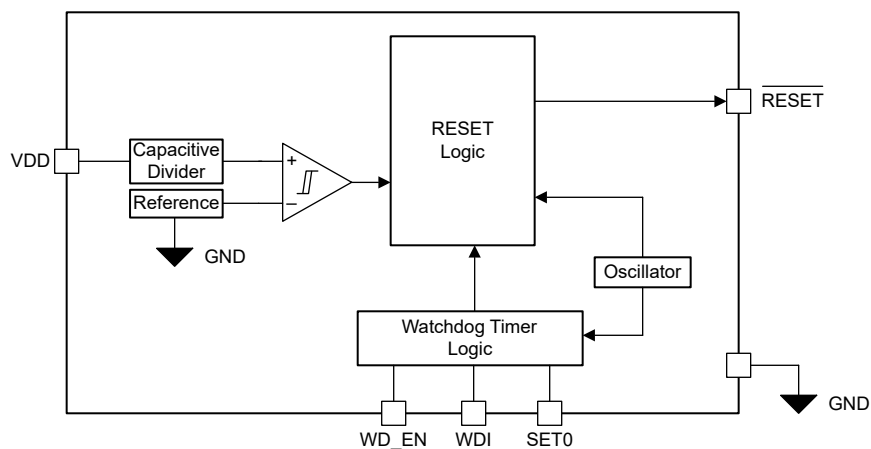 RESET
Logic
RESET
VDD
Capacitive
Divider
+
Reference
−
GND
Oscillator
Watchdog Timer
Logic
GND
WD_EN
WDI
SET0